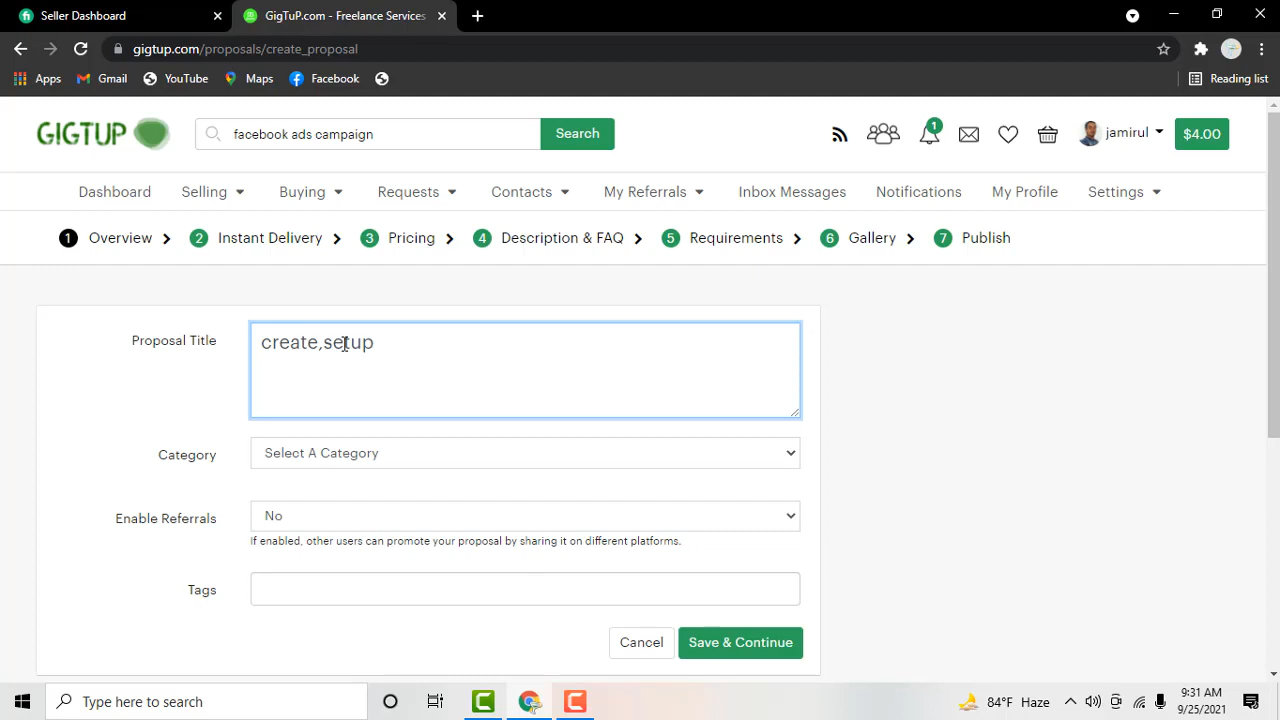 Seller Dashboard
GigTuP.com - Freelance Services
gigtup.com/proposals/create_proposal
Apps
Gmail
YouTube
Maps
Facebook
Reading list
GIGTUP
facebook ads campaign
Search
1
jamirul
$4.00
Dashboard
Selling
Buying
Requests
Contacts
My Referrals
Inbox Messages
Notifications
My Profile
Settings
1 Overview
2 Instant Delivery
3 Pricing
4 Description & FAQ
5 Requirements
6 Gallery
7 Publish
Proposal Title
create,setup
Category
Select A Category
Enable Referrals
No
If enabled, other users can promote your proposal by sharing it on different platforms.
Tags
Cancel
Save & Continue
Type here to search
84°F Haze
9:31 AM
9/25/2021